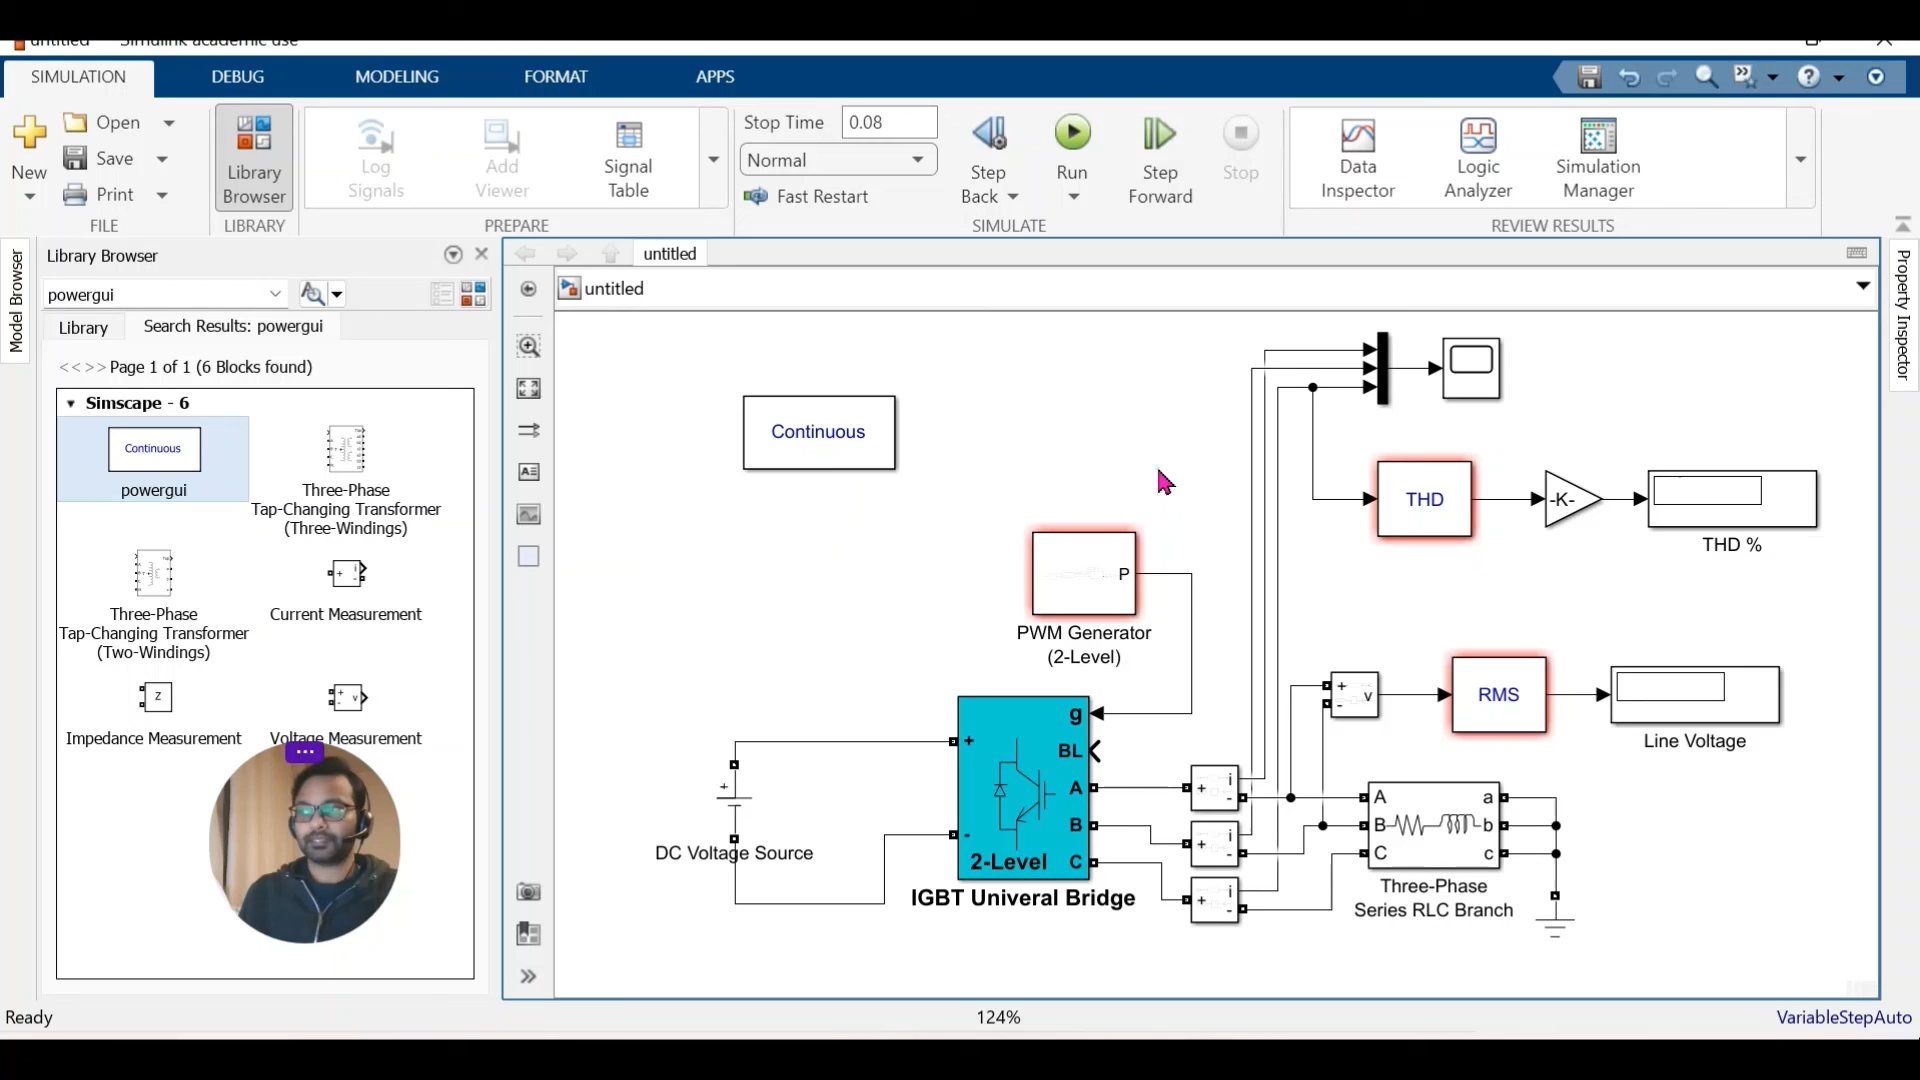 untitled
Simulink academic use
SIMULATION
DEBUG
MODELING
FORMAT
APPS
New
Open
Save
Print
FILE
Library
Browser
LIBRARY
Log
Signals
Add
Viewer
Signal
Table
PREPARE
Stop Time
0.08
Normal
Fast Restart
Step
Back
Run
Step
Forward
Stop
SIMULATE
Data
Inspector
Logic
Analyzer
Simulation
Manager
REVIEW RESULTS
Model Browser
Library Browser
powergui
Library
Search Results: powergui
<< >> Page 1 of 1 (6 Blocks found)
Simscape - 6
Continuous
powergui
Three-Phase
Tap-Changing Transformer
(Three-Windings)
Three-Phase
Tap-Changing Transformer
(Two-Windings)
Current Measurement
Z
Impedance Measurement
v
Voltage Measurement
untitled
untitled
Property Inspector
Continuous
THD
-K-
THD %
P
PWM Generator
(2-Level)
+
-
v
RMS
Line Voltage
g
BL
A
B
C
+
-
2-Level
IGBT Univeral Bridge
+
DC Voltage Source
+
i
-
+
i
-
+
i
-
A
B
C
a
b
c
Three-Phase
Series RLC Branch
Ready
124%
VariableStepAuto